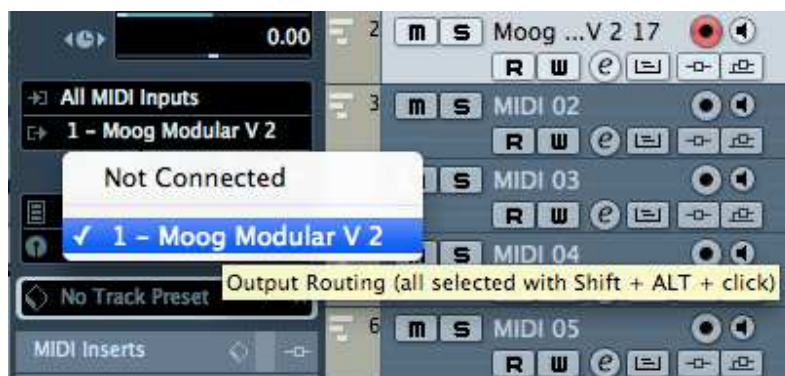 0.00
All MIDI Inputs
1 - Moog Modular V 2
Not Connected
✓ 1 - Moog Modular V 2
Output Routing (all selected with Shift + ALT + click)
No Track Preset
MIDI Inserts
2 m S Moog ...V 2 17
R W e
3 m S MIDI 02
R W e
S MIDI 03
R W e
S MIDI 04
6 m S MIDI 05
R W e